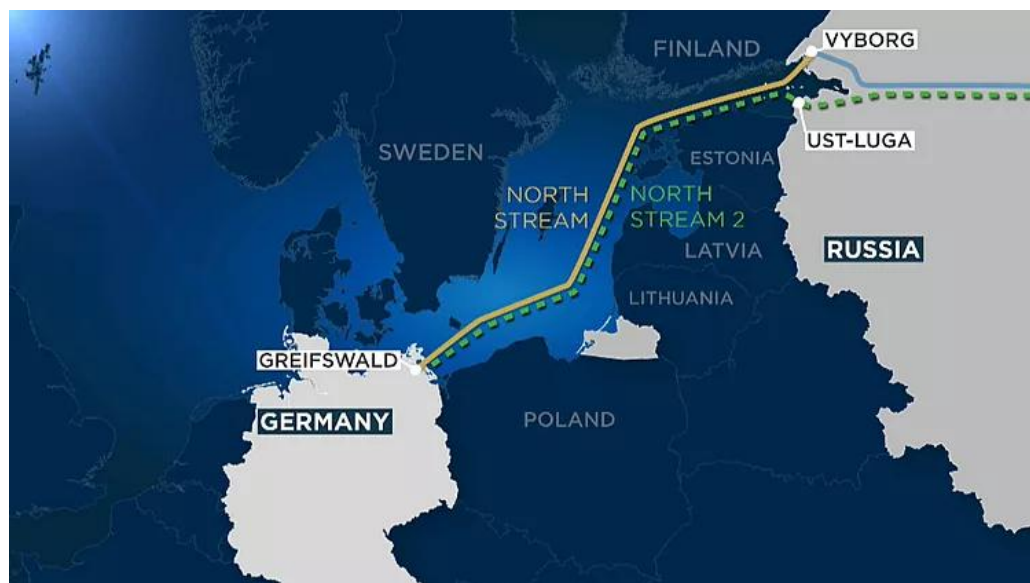 FINLAND
VYBORG
SWEDEN
UST-LUGA
ESTONIA
NORTH
STREAM
NORTH
STREAM 2
LATVIA
RUSSIA
LITHUANIA
GREIFSWALD
GERMANY
POLAND